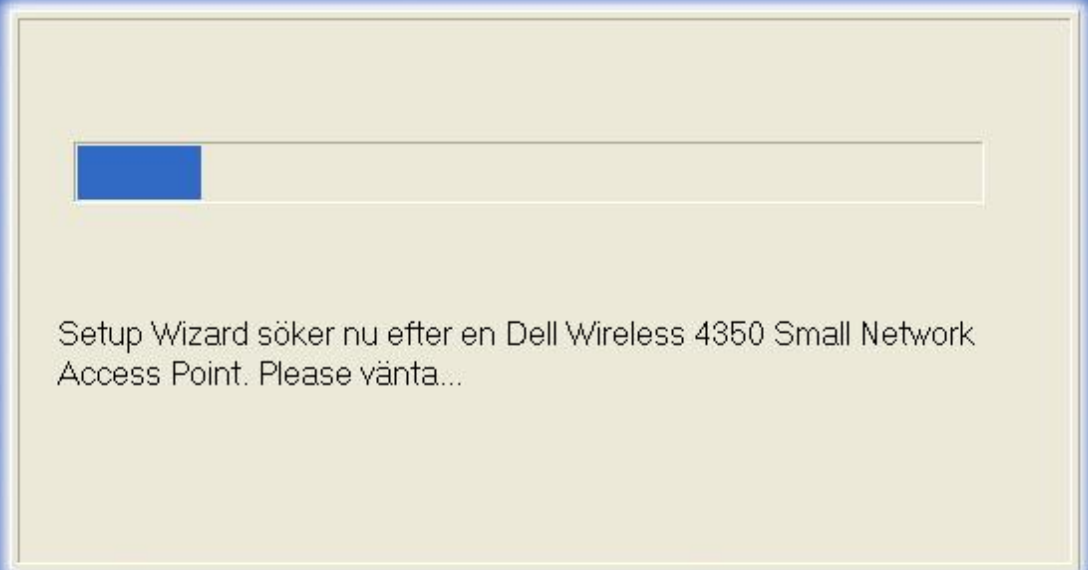 Setup Wizard söker nu efter en Dell Wireless 4350 Small Network
Access Point. Please vänta...